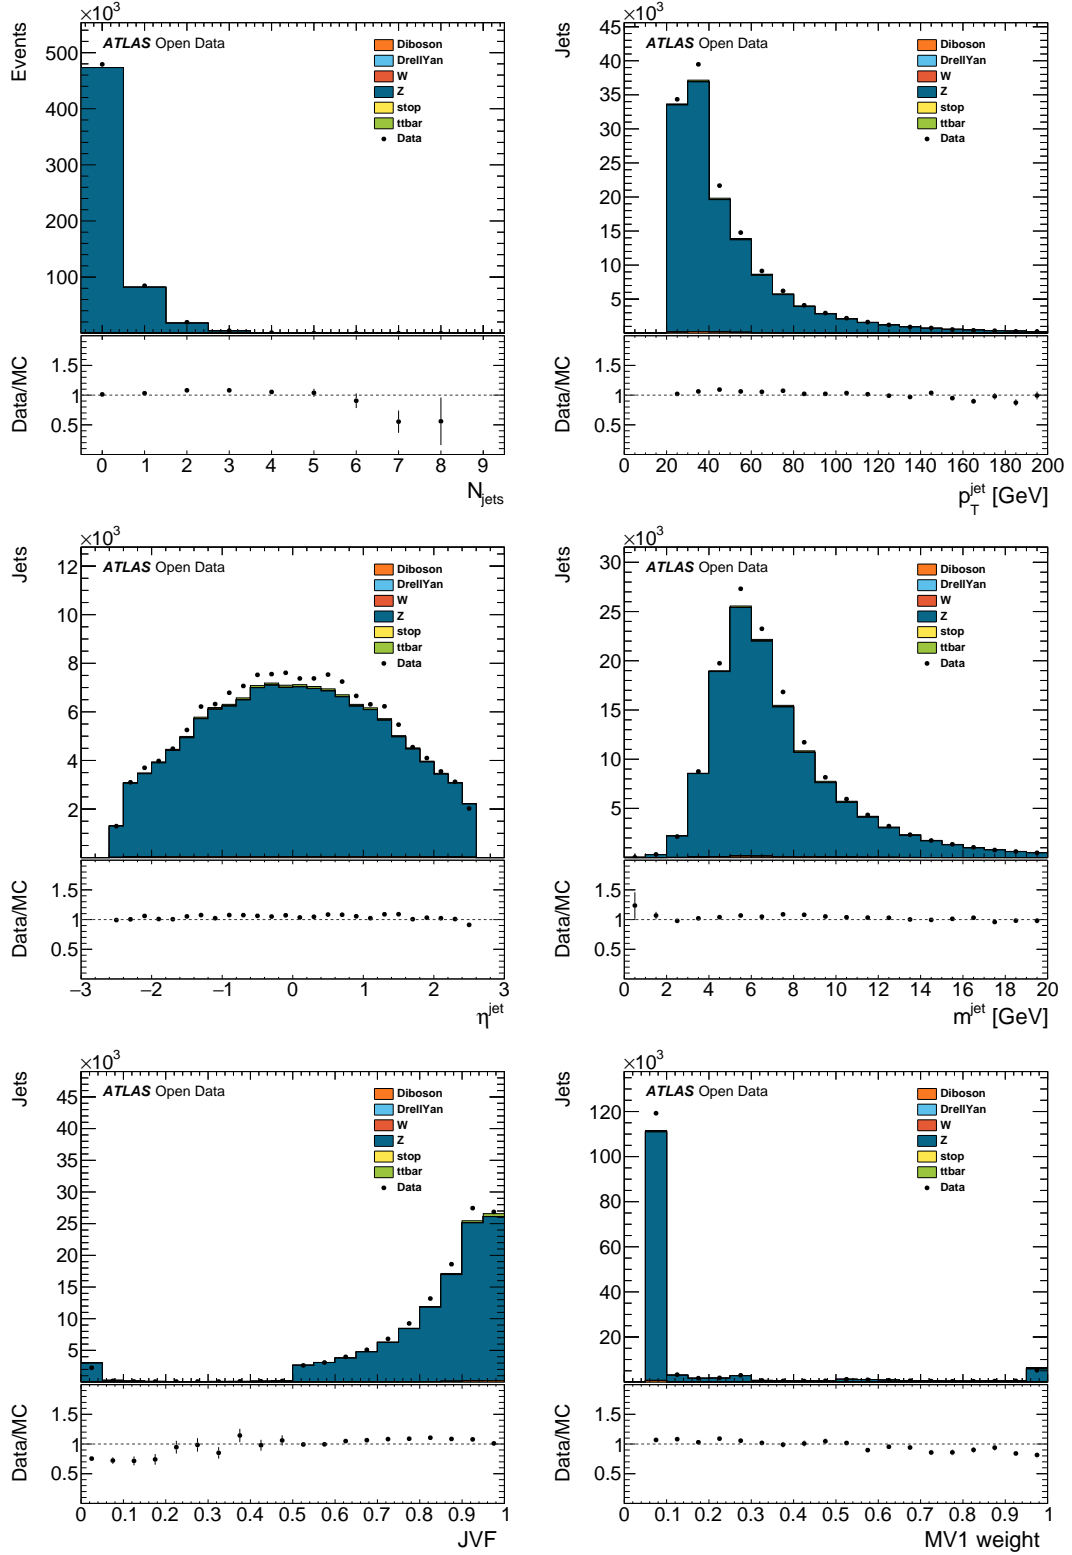 ×10³
Events
ATLAS Open Data
Diboson
DrellYan
W
Z
stop
ttbar
Data
500
400
300
200
100
Data/MC
1.5
1
0.5
0 1 2 3 4 5 6 7 8 9
N_jets
×10³
Jets
ATLAS Open Data
Diboson
DrellYan
W
Z
stop
ttbar
Data
45
40
35
30
25
20
15
10
5
0
Data/MC
1.5
1
0.5
0 20 40 60 80 100 120 140 160 180 200
p_T^jet [GeV]
×10³
Jets
ATLAS Open Data
Diboson
DrellYan
W
Z
stop
ttbar
Data
12
10
8
6
4
2
Data/MC
1.5
1
0.5
−3 −2 −1 0 1 2 3
η^jet
×10³
Jets
ATLAS Open Data
Diboson
DrellYan
W
Z
stop
ttbar
Data
30
25
20
15
10
5
0
Data/MC
1.5
1
0.5
0 2 4 6 8 10 12 14 16 18 20
m^jet [GeV]
×10³
Jets
ATLAS Open Data
Diboson
DrellYan
W
Z
stop
ttbar
Data
45
40
35
30
25
20
15
10
5
0
Data/MC
1.5
1
0.5
0 0.1 0.2 0.3 0.4 0.5 0.6 0.7 0.8 0.9 1
JVF
×10³
Jets
ATLAS Open Data
Diboson
DrellYan
W
Z
stop
ttbar
Data
120
100
80
60
40
20
Data/MC
1.5
1
0.5
0 0.1 0.2 0.3 0.4 0.5 0.6 0.7 0.8 0.9 1
MV1 weight